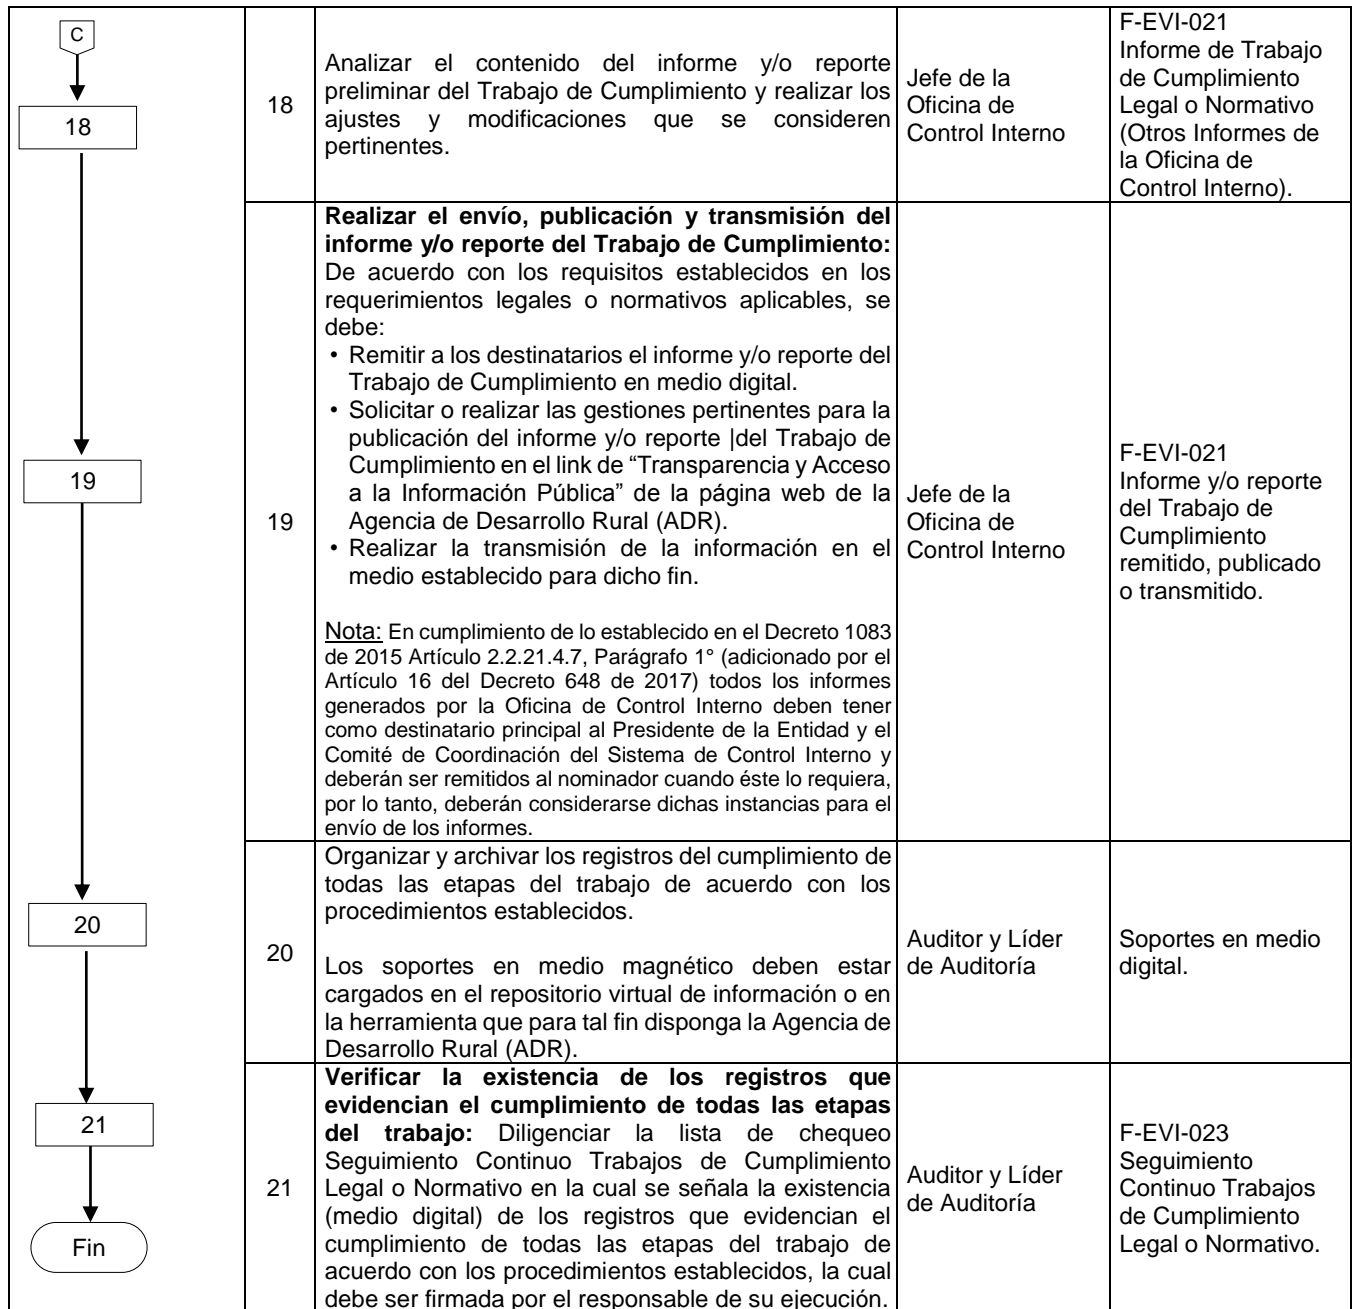 C
18
18
Analizar el contenido del informe y/o reporte
preliminar del Trabajo de Cumplimiento y realizar los
ajustes y modificaciones que se consideren
pertinentes.
Jefe de la
Oficina de
Control Interno
F-EVI-021
Informe de Trabajo
de Cumplimiento
Legal o Normativo
(Otros Informes de
la Oficina de
Control Interno).
19
19
Realizar el envío, publicación y transmisión del
informe y/o reporte del Trabajo de Cumplimiento:
De acuerdo con los requisitos establecidos en los
requerimientos legales o normativos aplicables, se
debe:
• Remitir a los destinatarios el informe y/o reporte del
Trabajo de Cumplimiento en medio digital.
• Solicitar o realizar las gestiones pertinentes para la
publicación del informe y/o reporte |del Trabajo de
Cumplimiento en el link de “Transparencia y Acceso
a la Información Pública” de la página web de la
Agencia de Desarrollo Rural (ADR).
• Realizar la transmisión de la información en el
medio establecido para dicho fin.
Nota: En cumplimiento de lo establecido en el Decreto 1083
de 2015 Artículo 2.2.21.4.7, Parágrafo 1° (adicionado por el
Artículo 16 del Decreto 648 de 2017) todos los informes
generados por la Oficina de Control Interno deben tener
como destinatario principal al Presidente de la Entidad y el
Comité de Coordinación del Sistema de Control Interno y
deberán ser remitidos al nominador cuando éste lo requiera,
por lo tanto, deberán considerarse dichas instancias para el
envío de los informes.
Jefe de la
Oficina de
Control Interno
F-EVI-021
Informe y/o reporte
del Trabajo de
Cumplimiento
remitido, publicado
o transmitido.
20
20
Organizar y archivar los registros del cumplimiento de
todas las etapas del trabajo de acuerdo con los
procedimientos establecidos.
Los soportes en medio magnético deben estar
cargados en el repositorio virtual de información o en
la herramienta que para tal fin disponga la Agencia de
Desarrollo Rural (ADR).
Auditor y Líder
de Auditoría
Soportes en medio
digital.
21
21
Verificar la existencia de los registros que
evidencian el cumplimiento de todas las etapas
del trabajo: Diligenciar la lista de chequeo
Seguimiento Continuo Trabajos de Cumplimiento
Legal o Normativo en la cual se señala la existencia
(medio digital) de los registros que evidencian el
cumplimiento de todas las etapas del trabajo de
acuerdo con los procedimientos establecidos, la cual
debe ser firmada por el responsable de su ejecución.
Auditor y Líder
de Auditoría
F-EVI-023
Seguimiento
Continuo Trabajos
de Cumplimiento
Legal o Normativo.
Fin